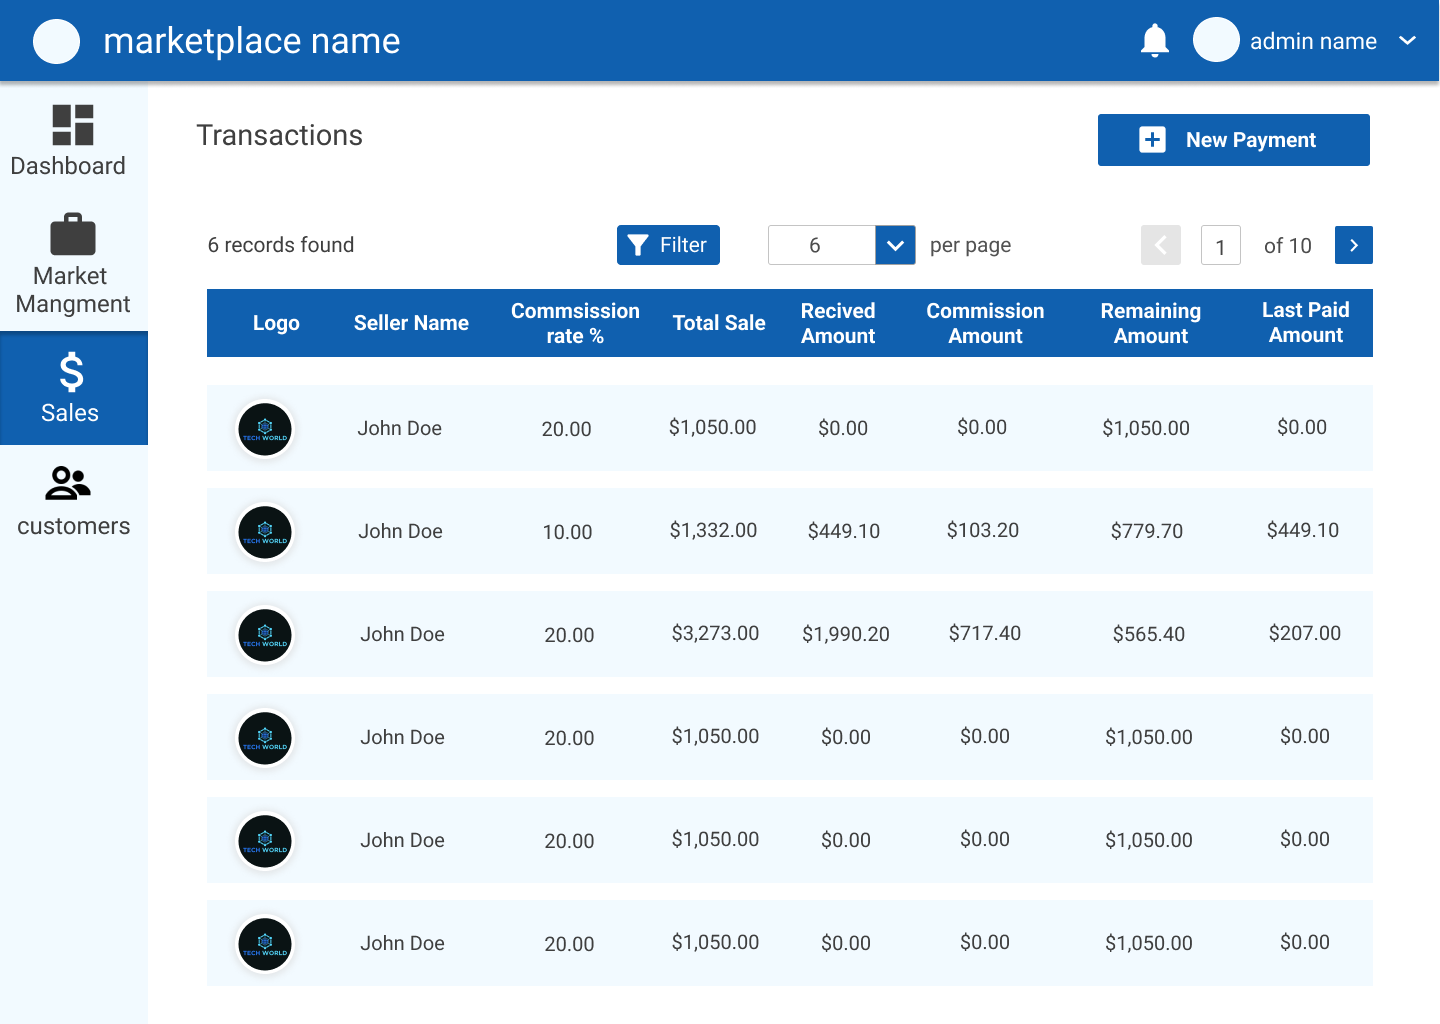 marketplace name
admin name
Dashboard
Market
Mangment
Sales
customers
Transactions
New Payment
6 records found
Filter
6
per page
1
of 10
Logo
Seller Name
Commsission
rate %
Total Sale
Recived
Amount
Commission
Amount
Remaining
Amount
Last Paid
Amount
TECH WORLD
John Doe
20.00
$1,050.00
$0.00
$0.00
$1,050.00
$0.00
TECH WORLD
John Doe
10.00
$1,332.00
$449.10
$103.20
$779.70
$449.10
TECH WORLD
John Doe
20.00
$3,273.00
$1,990.20
$717.40
$565.40
$207.00
TECH WORLD
John Doe
20.00
$1,050.00
$0.00
$0.00
$1,050.00
$0.00
TECH WORLD
John Doe
20.00
$1,050.00
$0.00
$0.00
$1,050.00
$0.00
TECH WORLD
John Doe
20.00
$1,050.00
$0.00
$0.00
$1,050.00
$0.00